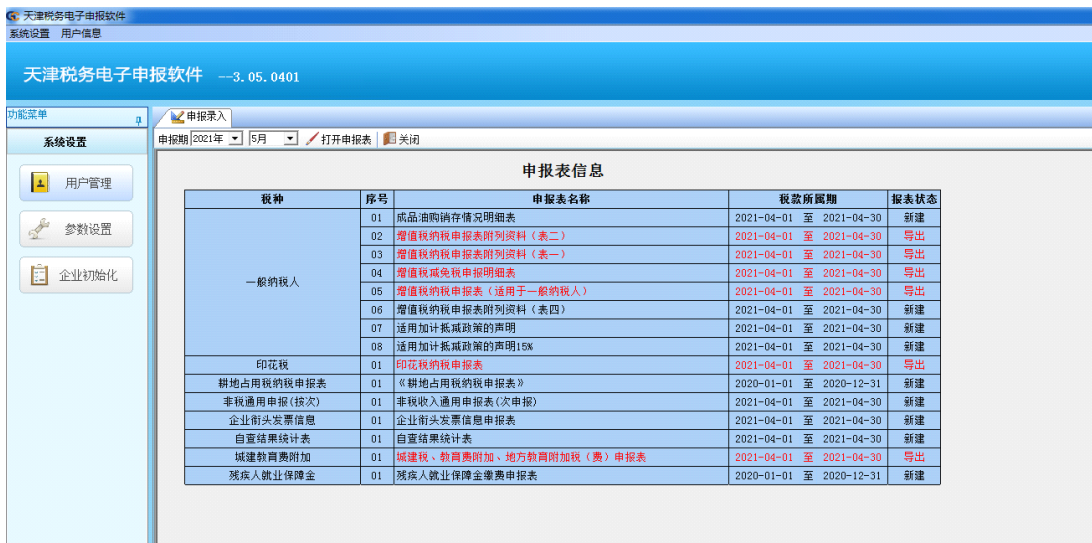 天津税务电子申报软件
系统设置 用户信息
天津税务电子申报软件 --3.05.0401
功能菜单
系统设置
用户管理
参数设置
企业初始化
申报录入
申报期 2021年 5月 打开申报表 关闭
申报表信息
税种 序号 申报表名称 税款所属期 报表状态
一般纳税人
01 成品油购销存情况明细表 2021-04-01 至 2021-04-30 新建
02 增值税纳税申报表附列资料（表二） 2021-04-01 至 2021-04-30 导出
03 增值税纳税申报表附列资料（表一） 2021-04-01 至 2021-04-30 导出
04 增值税减免税申报明细表 2021-04-01 至 2021-04-30 导出
05 增值税纳税申报表（适用于一般纳税人） 2021-04-01 至 2021-04-30 导出
06 增值税纳税申报表附列资料（表四） 2021-04-01 至 2021-04-30 新建
07 适用加计抵减政策的声明 2021-04-01 至 2021-04-30 新建
08 适用加计抵减政策的声明15% 2021-04-01 至 2021-04-30 新建
印花税 01 印花税纳税申报表 2021-04-01 至 2021-04-30 导出
耕地占用税纳税申报表 01 《耕地占用税纳税申报表》 2020-01-01 至 2020-12-31 新建
非税通用申报(按次) 01 非税收入通用申报表(次申报) 2021-04-01 至 2021-04-30 新建
企业衔头发票信息 01 企业衔头发票信息申报表 2021-04-01 至 2021-04-30 新建
自查结果统计表 01 自查结果统计表 2021-04-01 至 2021-04-30 新建
城建教育费附加 01 城建税、教育费附加、地方教育附加税（费）申报表 2021-04-01 至 2021-04-30 导出
残疾人就业保障金 01 残疾人就业保障金缴费申报表 2020-01-01 至 2020-12-31 新建